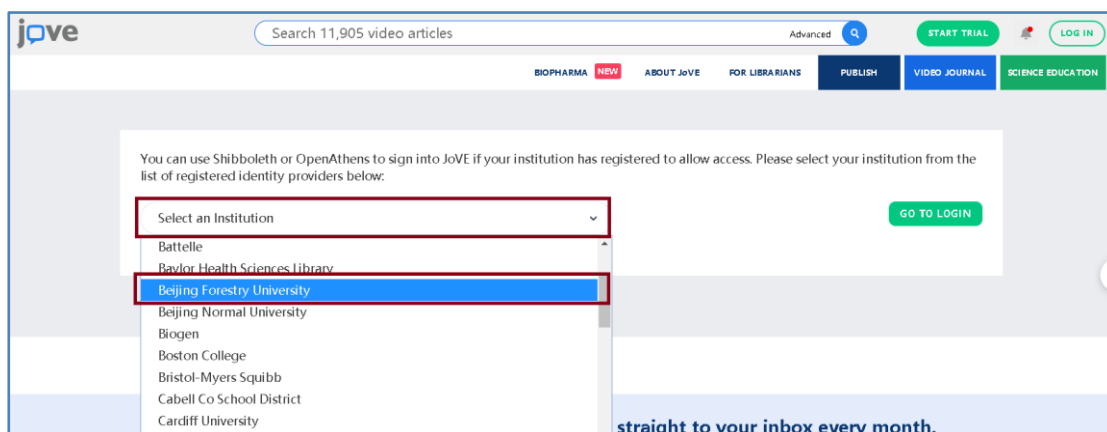 jove
Search 11,905 video articles
Advanced
START TRIAL
LOG IN
BIOPHARMA NEW ABOUT JoVE FOR LIBRARIANS PUBLISH VIDEO JOURNAL SCIENCE EDUCATION
You can use Shibboleth or OpenAthens to sign into JoVE if your institution has registered to allow access. Please select your institution from the
list of registered identity providers below:
Select an Institution
GO TO LOGIN
Battelle
Baylor Health Sciences Library
Beijing Forestry University
Beijing Normal University
Biogen
Boston College
Bristol-Myers Squibb
Cabell Co School District
Cardiff University
straight to your inbox every month.